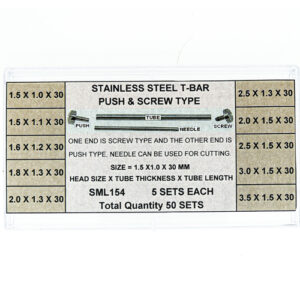 STAINLESS STEEL T-BAR
PUSH & SCREW TYPE
TUBE
PUSH
NEEDLE
SCREW
ONE END IS SCREW TYPE AND THE OTHER END IS
PUSH TYPE, NEEDLE CAN BE USED FOR CUTTING.
SIZE = 1.5 X1.0 X 30 MM
HEAD SIZE X TUBE THICKNESS X TUBE LENGTH
SML154 5 SETS EACH
Total Quantity 50 SETS
1.5 X 1.0 X 30
1.5 X 1.1 X 30
1.6 X 1.2 X 30
1.8 X 1.3 X 30
2.0 X 1.3 X 30
2.5 X 1.3 X 30
2.0 X 1.5 X 30
2.5 X 1.5 X 30
3.0 X 1.5 X 30
3.5 X 1.5 X 30